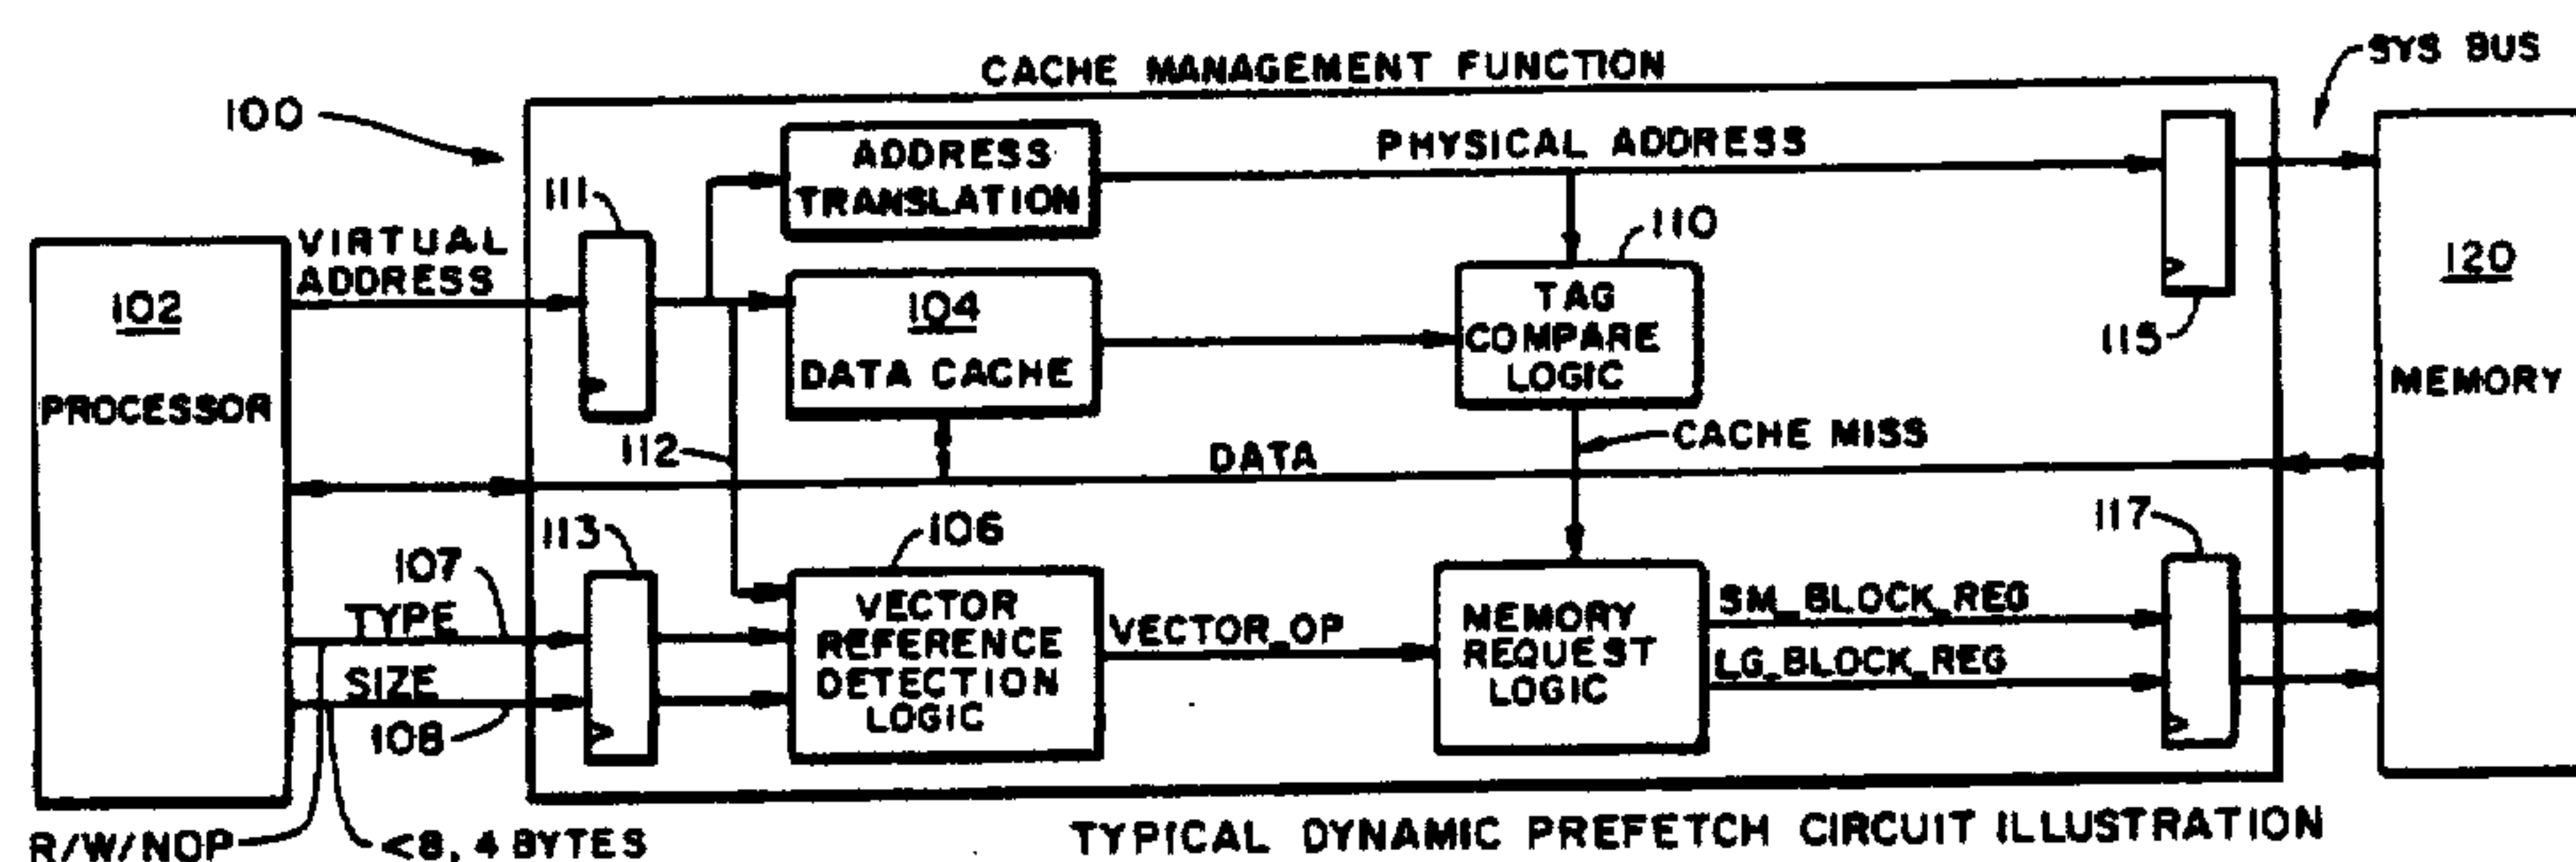 SYS BUS
CACHE MANAGEMENT FUNCTION
100
ADDRESS
TRANSLATION
PHYSICAL ADDRESS
111
110
VIRTUAL
ADDRESS
102
PROCESSOR
104
DATA CACHE
TAG
COMPARE
LOGIC
115
120
MEMORY
112
DATA
CACHE MISS
113
106
117
107
TYPE
SIZE
108
VECTOR
REFERENCE
DETECTION
LOGIC
VECTOR_OP
MEMORY
REQUEST
LOGIC
SM_BLOCK_REG
LG_BLOCK_REG
R/W/NOP
<8, 4 BYTES
TYPICAL DYNAMIC PREFETCH CIRCUIT ILLUSTRATION